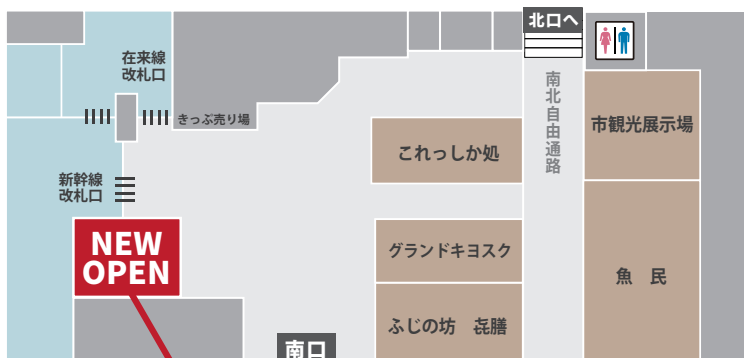 北口へ
在来線
改札口
きっぷ売り場
南北自由通路
市観光展示場
これっしか処
新幹線
改札口
NEW
OPEN
グランドキヨスク
魚 民
ふじの坊 㐂膳
南口